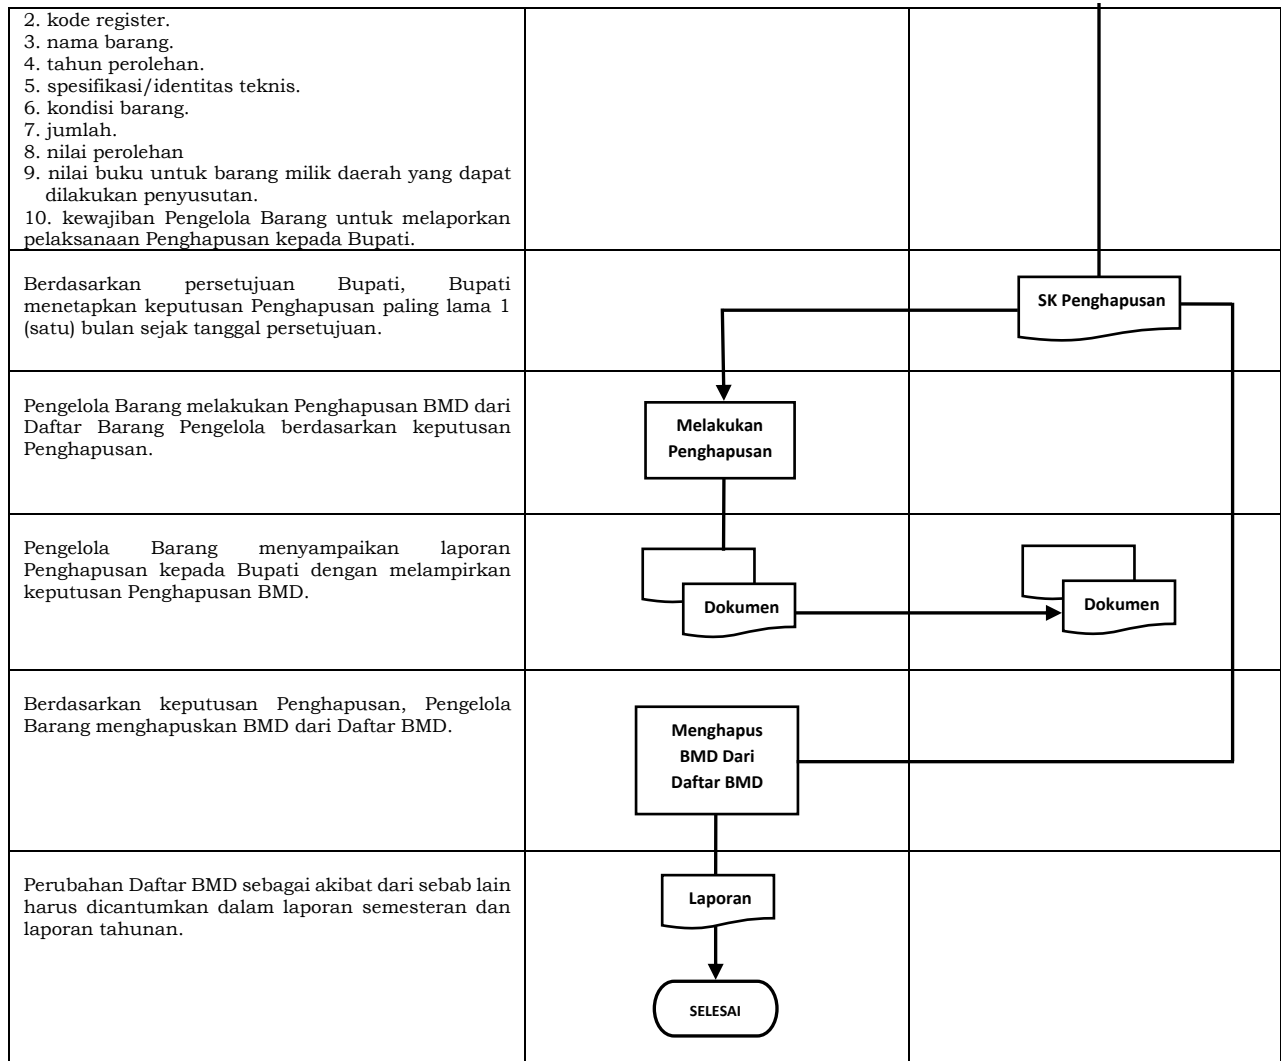 2. kode register.
3. nama barang.
4. tahun perolehan.
5. spesifikasi/identitas teknis.
6. kondisi barang.
7. jumlah.
8. nilai perolehan
9. nilai buku untuk barang milik daerah yang dapat
dilakukan penyusutan.
10. kewajiban Pengelola Barang untuk melaporkan
pelaksanaan Penghapusan kepada Bupati.
Berdasarkan persetujuan Bupati, Bupati
menetapkan keputusan Penghapusan paling lama 1
(satu) bulan sejak tanggal persetujuan.
SK Penghapusan
Pengelola Barang melakukan Penghapusan BMD dari
Daftar Barang Pengelola berdasarkan keputusan
Penghapusan.
Melakukan
Penghapusan
Pengelola Barang menyampaikan laporan
Penghapusan kepada Bupati dengan melampirkan
keputusan Penghapusan BMD.
Dokumen
Dokumen
Berdasarkan keputusan Penghapusan, Pengelola
Barang menghapuskan BMD dari Daftar BMD.
Menghapus
BMD Dari
Daftar BMD
Perubahan Daftar BMD sebagai akibat dari sebab lain
harus dicantumkan dalam laporan semesteran dan
laporan tahunan.
Laporan
SELESAI